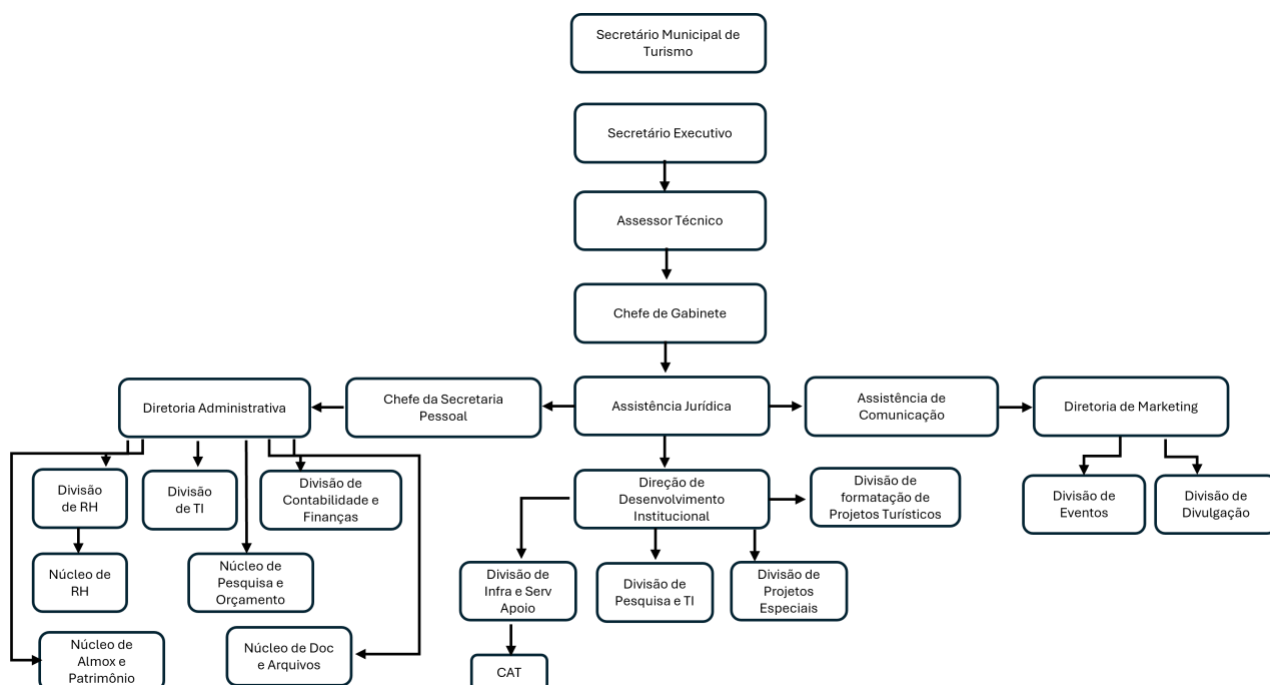 Secretário Municipal de
Turismo
Secretário Executivo
Assessor Técnico
Chefe de Gabinete
Diretoria Administrativa
Chefe da Secretaria
Pessoal
Assistência Jurídica
Assistência de
Comunicação
Diretoria de Marketing
Divisão
de RH
Divisão
de TI
Divisão de
Contabilidade e
Finanças
Direção de
Desenvolvimento
Institucional
Divisão de
formatação de
Projetos Turísticos
Divisão de
Eventos
Divisão de
Divulgação
Núcleo de
RH
Núcleo de
Pesquisa e
Orçamento
Divisão de
Infra e Serv
Apoio
Divisão de
Pesquisa e TI
Divisão de
Projetos
Especiais
Núcleo de
Almox e
Patrimônio
Núcleo de Doc
e Arquivos
CAT